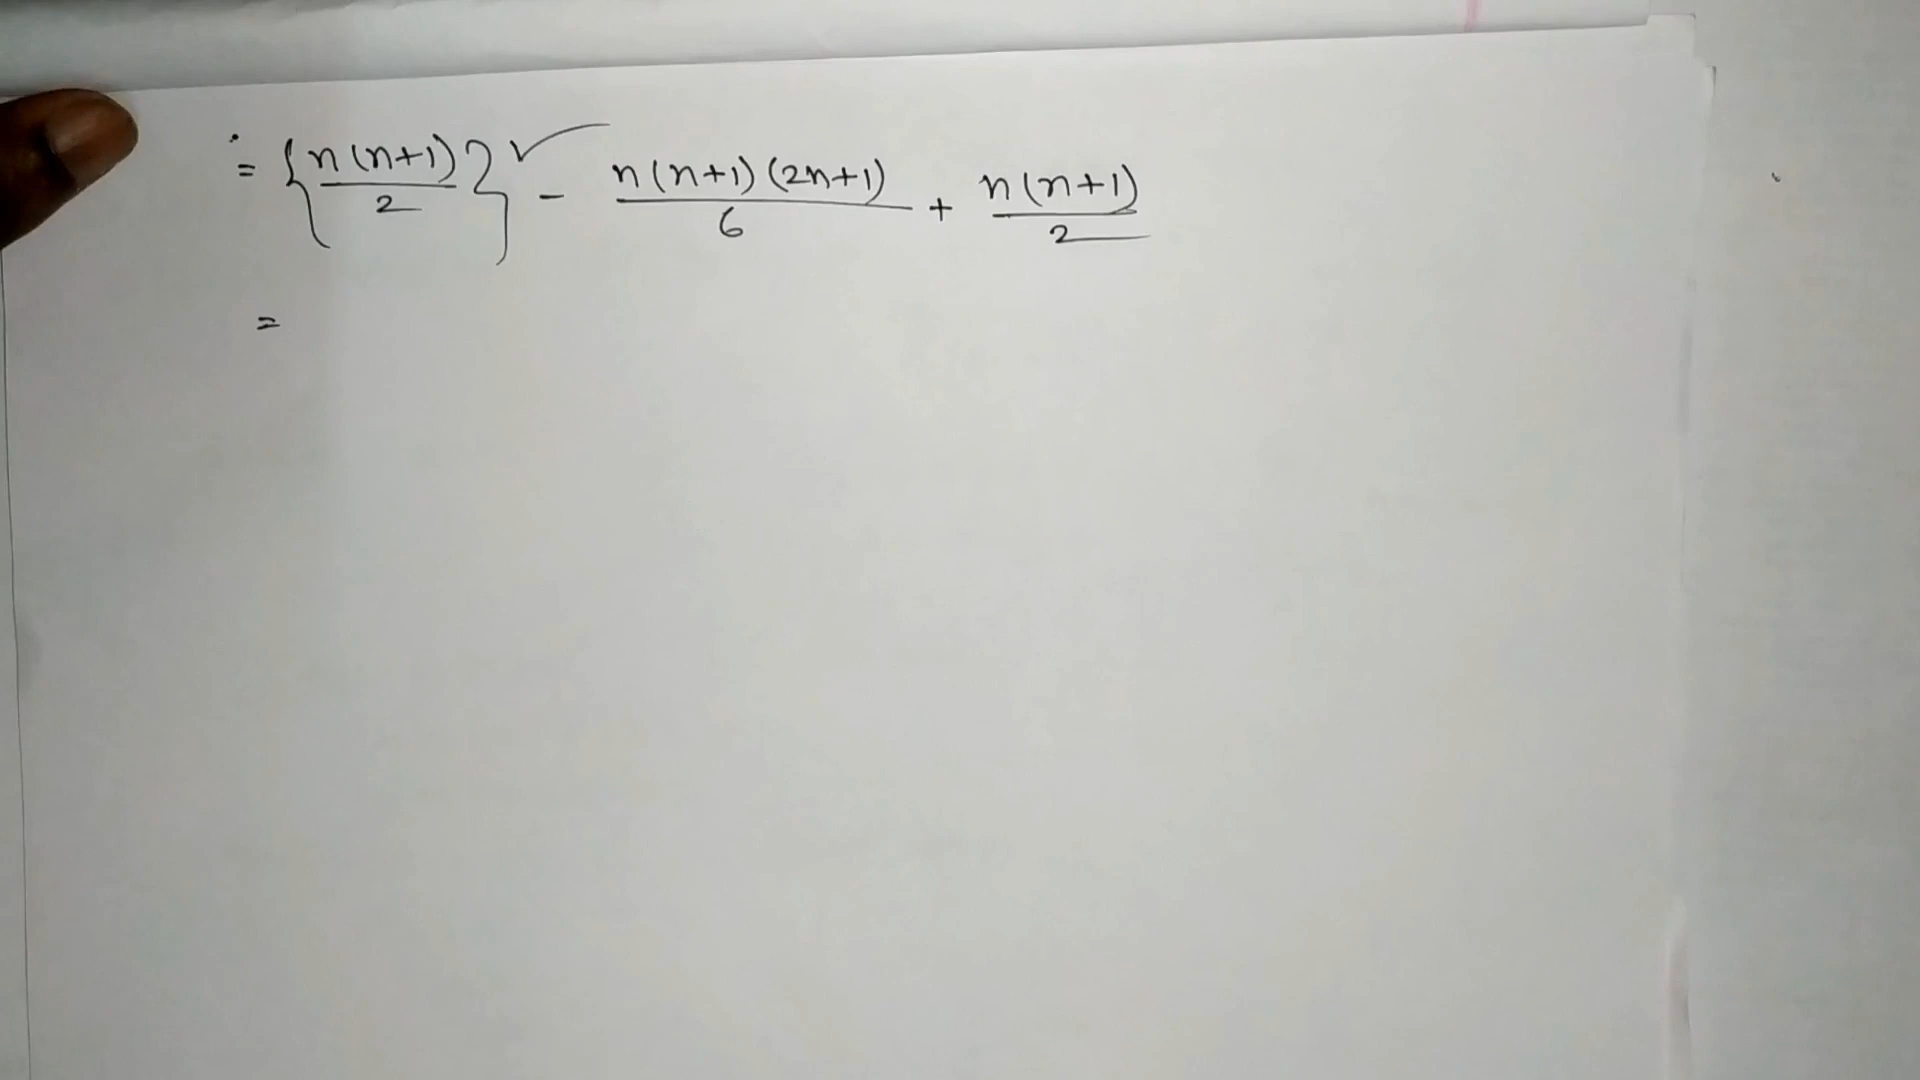 = {n(n+1)/2}² - n(n+1)(2n+1)/6 + n(n+1)/2
=